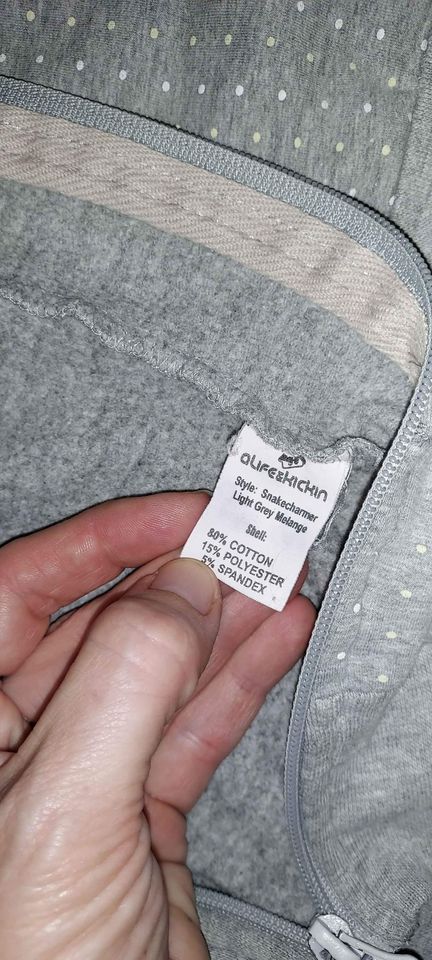 aLIFE&KICKIN
Style: Snakecharmer
Light Grey Melange
Shell:
80% COTTON
15% POLYESTER
5% SPANDEX